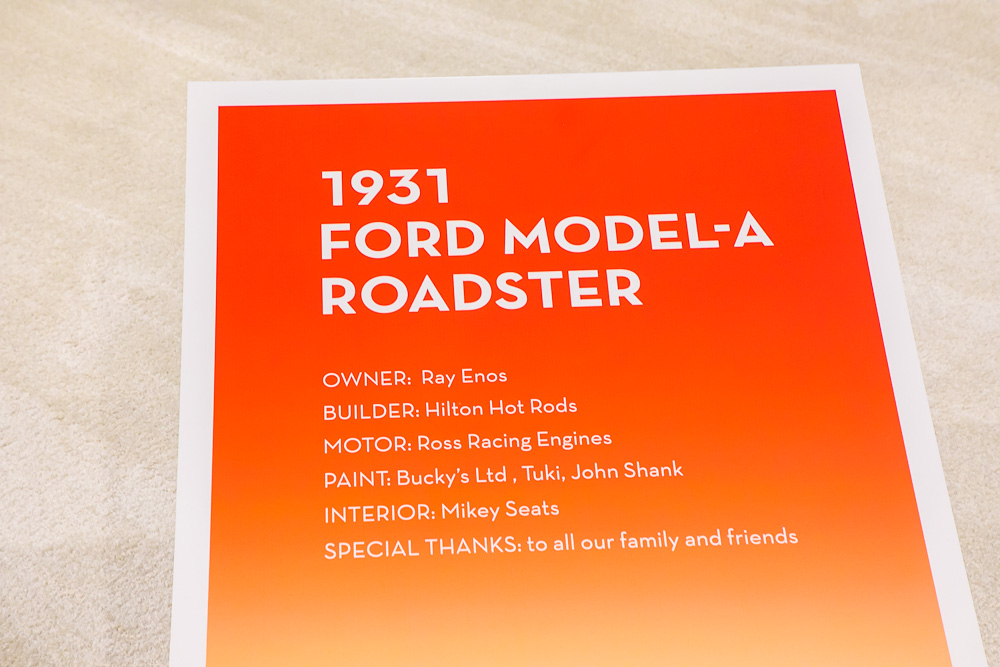 1931
FORD MODEL-A
ROADSTER
OWNER: Ray Enos
BUILDER: Hilton Hot Rods
MOTOR: Ross Racing Engines
PAINT: Bucky's Ltd , Tuki, John Shank
INTERIOR: Mikey Seats
SPECIAL THANKS: to all our family and friends